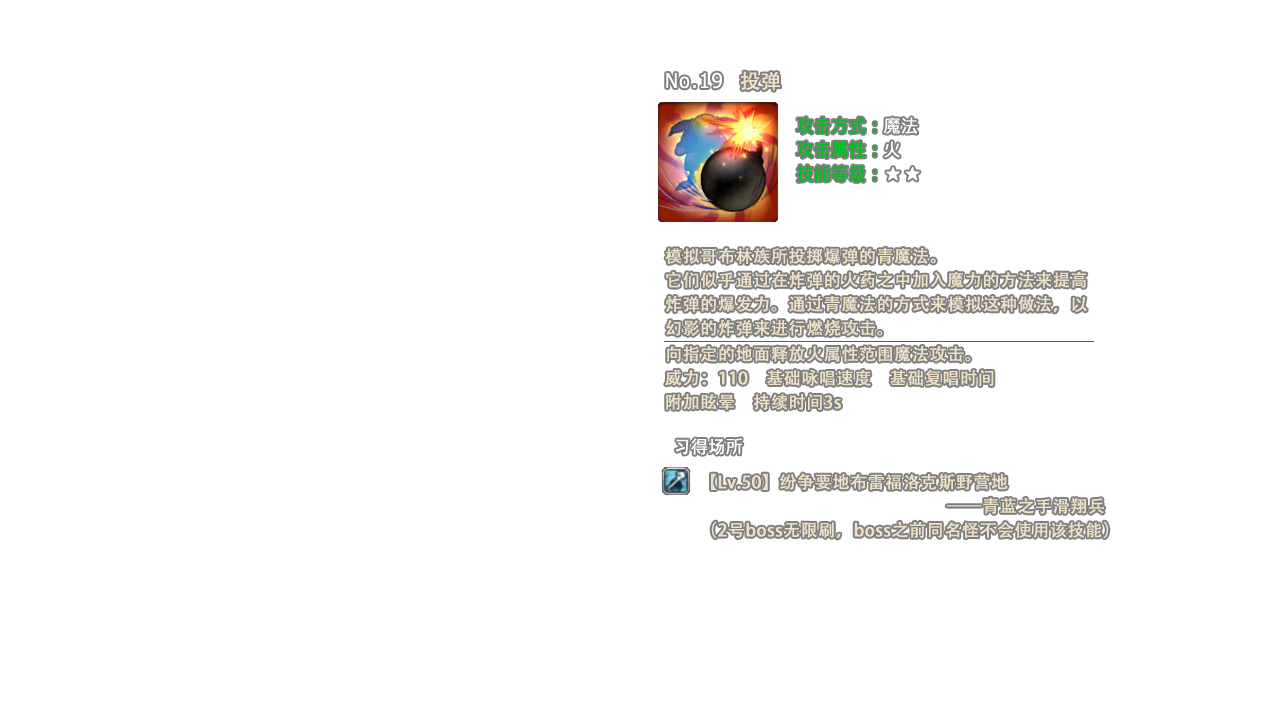 No.19 投弹
攻击方式：魔法
攻击属性：火
技能等级：★★
模拟哥布林族所投掷爆弹的青魔法。
它们似乎通过在炸弹的火药之中加入魔力的方法来提高
炸弹的爆发力。通过青魔法的方式来模拟这种做法，以
幻影的炸弹来进行燃烧攻击。
向指定的地面释放火属性范围魔法攻击。
威力：110 基础咏唱速度 基础复唱时间
附加眩晕 持续时间3s
习得场所
【Lv.50】纷争要地布雷福洛克斯野营地
——青蓝之手滑翔兵
（2号boss无限刷，boss之前同名怪不会使用该技能）